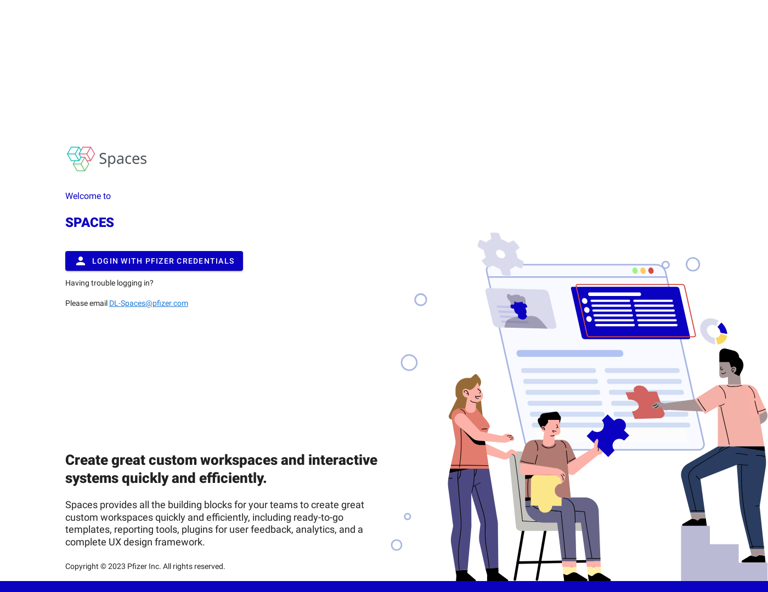 Spaces
Welcome to
SPACES
LOGIN WITH PFIZER CREDENTIALS
Having trouble logging in?
Please email DL-Spaces@pfizer.com
Create great custom workspaces and interactive
systems quickly and efficiently.
Spaces provides all the building blocks for your teams to create great
custom workspaces quickly and efficiently, including ready-to-go
templates, reporting tools, plugins for user feedback, analytics, and a
complete UX design framework.
Copyright © 2023 Pfizer Inc. All rights reserved.